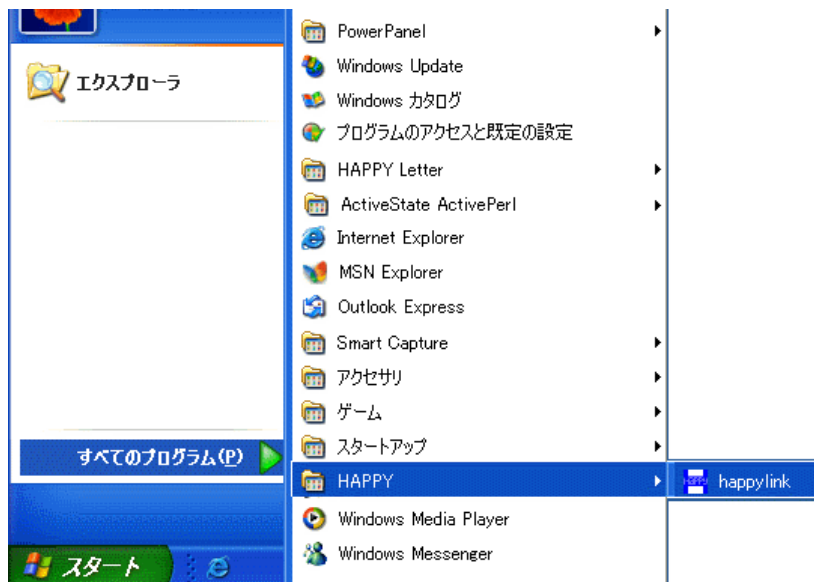 エクスプローラ
すべてのプログラム(P)
スタート
PowerPanel
Windows Update
Windows カタログ
プログラムのアクセスと既定の設定
HAPPY Letter
ActiveState ActivePerl
Internet Explorer
MSN Explorer
Outlook Express
Smart Capture
アクセサリ
ゲーム
スタートアップ
HAPPY
happylink
Windows Media Player
Windows Messenger